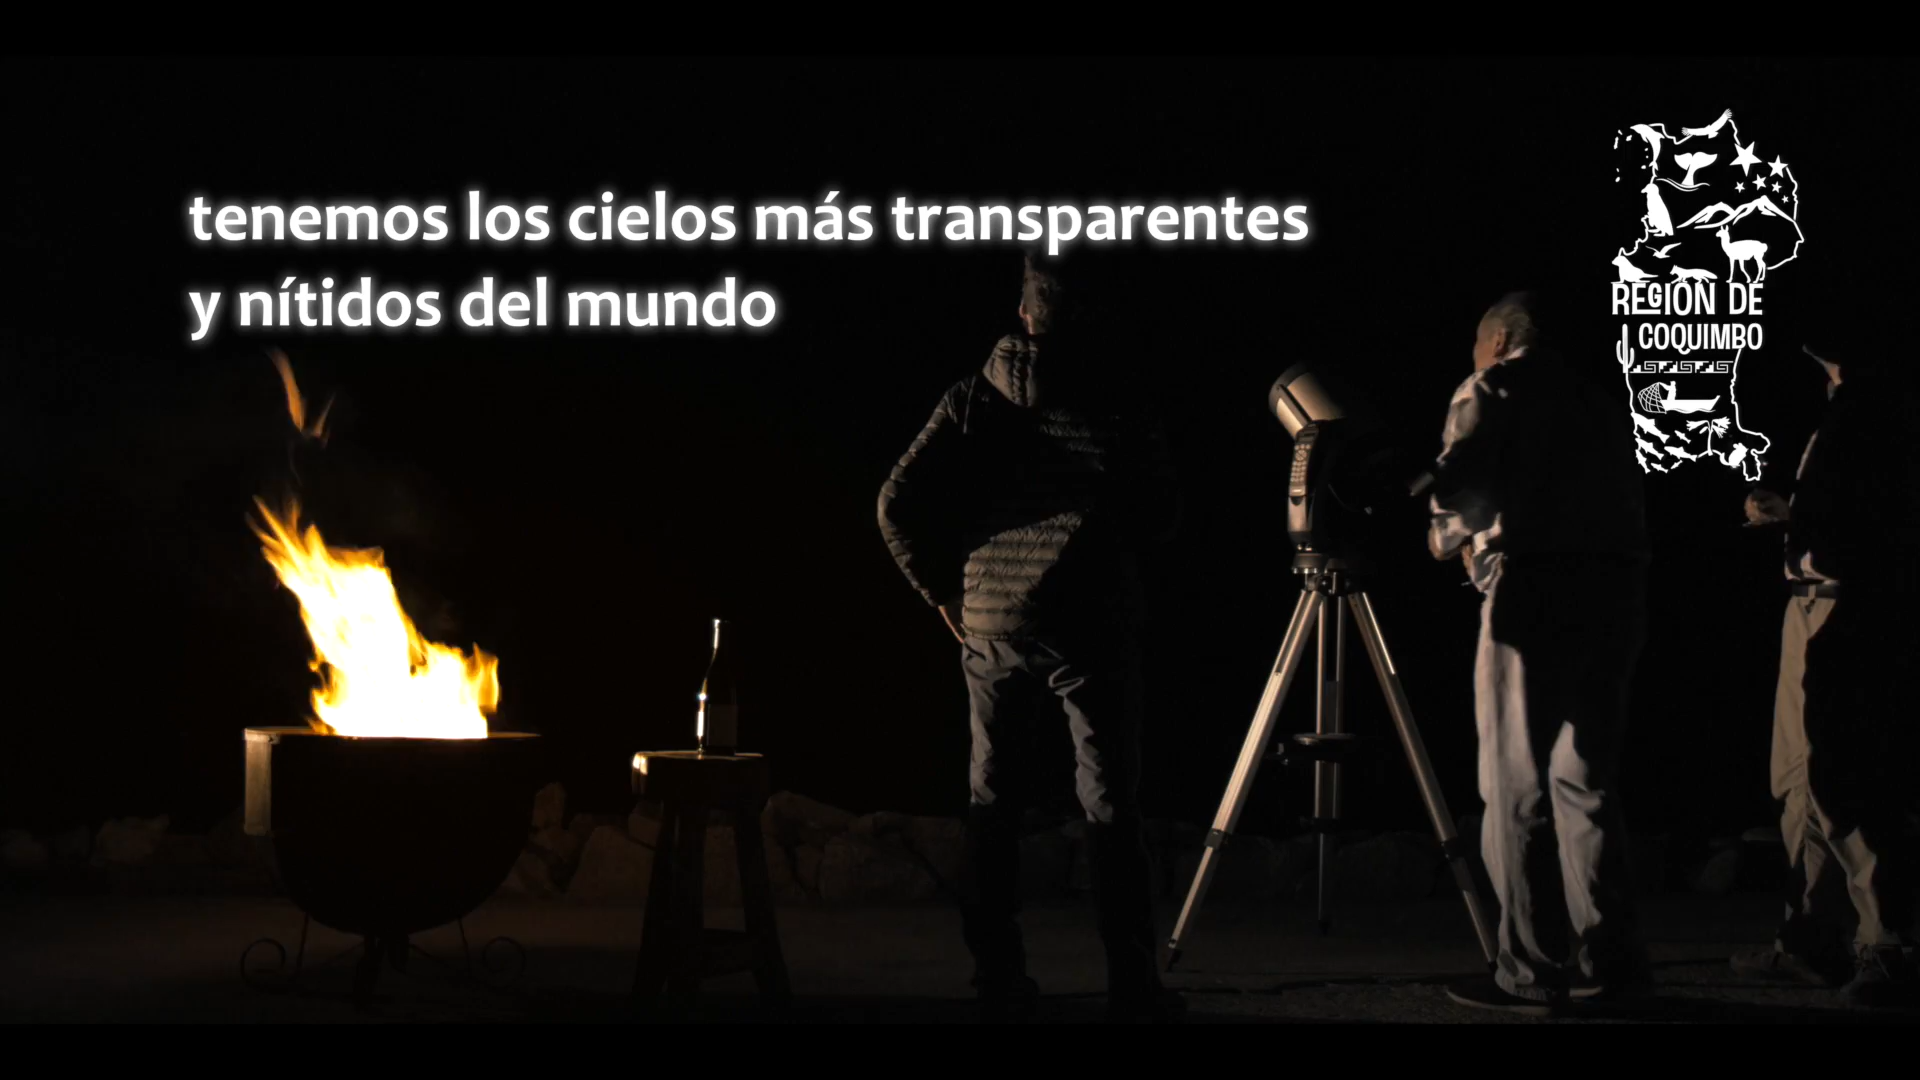 tenemos los cielos más transparentes
y nítidos del mundo
REGIÓN DE
COQUIMBO